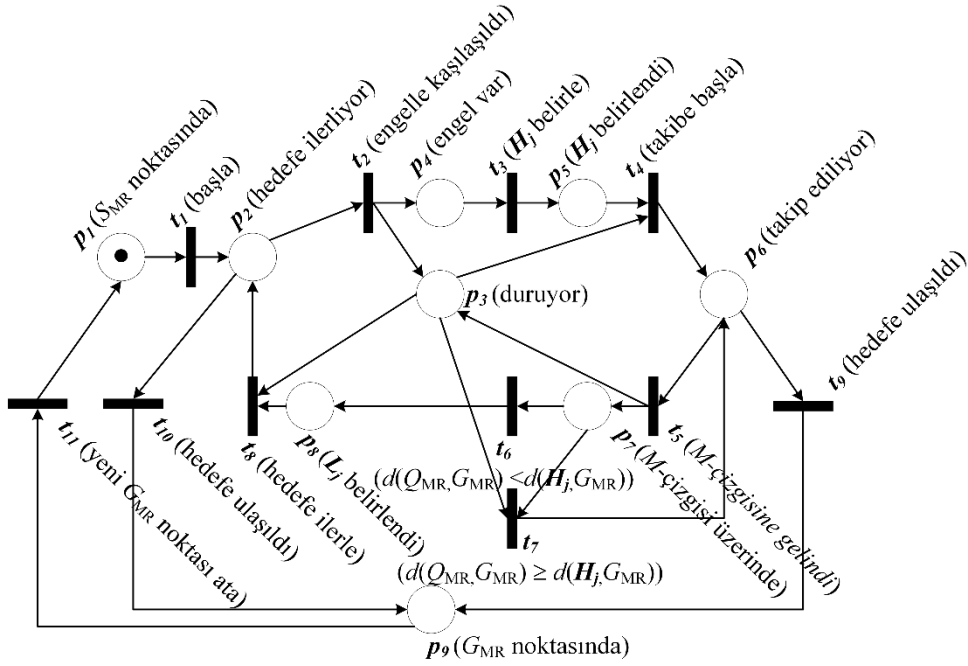 p1 (SMR noktasında)
t1 (başla)
p2 (hedefe ilerliyor)
t2 (engelle kaşılaşıldı)
p4 (engel var)
t3 (Hj belirle)
p5 (Hj belirlendi)
t4 (takibe başla)
p6 (takip ediliyor)
p3 (duruyor)
t9 (hedefe ulaşıldı)
t11 (yeni GMR noktası ata)
t10 (hedefe ulaşıldı)
t8 (hedefe ilerle)
p8 (Lj belirlendi)
t6
(d(QMR,GMR) <d(Hj,GMR))
p7 (M-çizgisi üzerinde)
t5 (M-çizgisine gelindi)
t7
(d(QMR,GMR) ≥ d(Hj,GMR))
p9 (GMR noktasında)